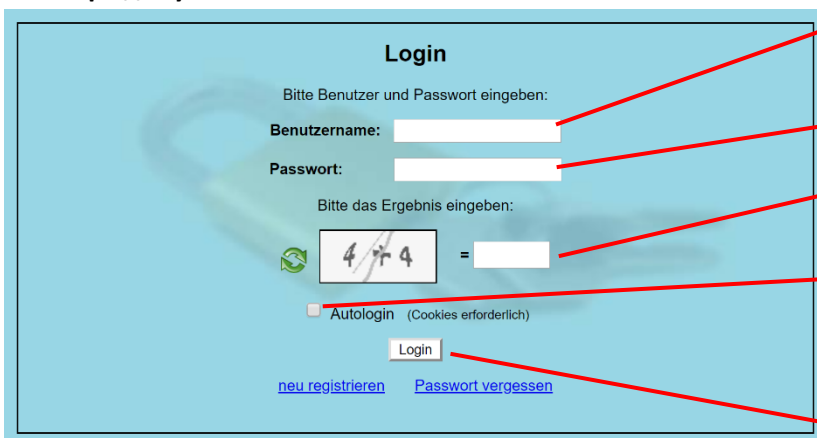 Login
Bitte Benutzer und Passwort eingeben:
Benutzername:
Passwort:
Bitte das Ergebnis eingeben:
4 + 4 =
Autologin (Cookies erforderlich)
Login
neu registrieren Passwort vergessen